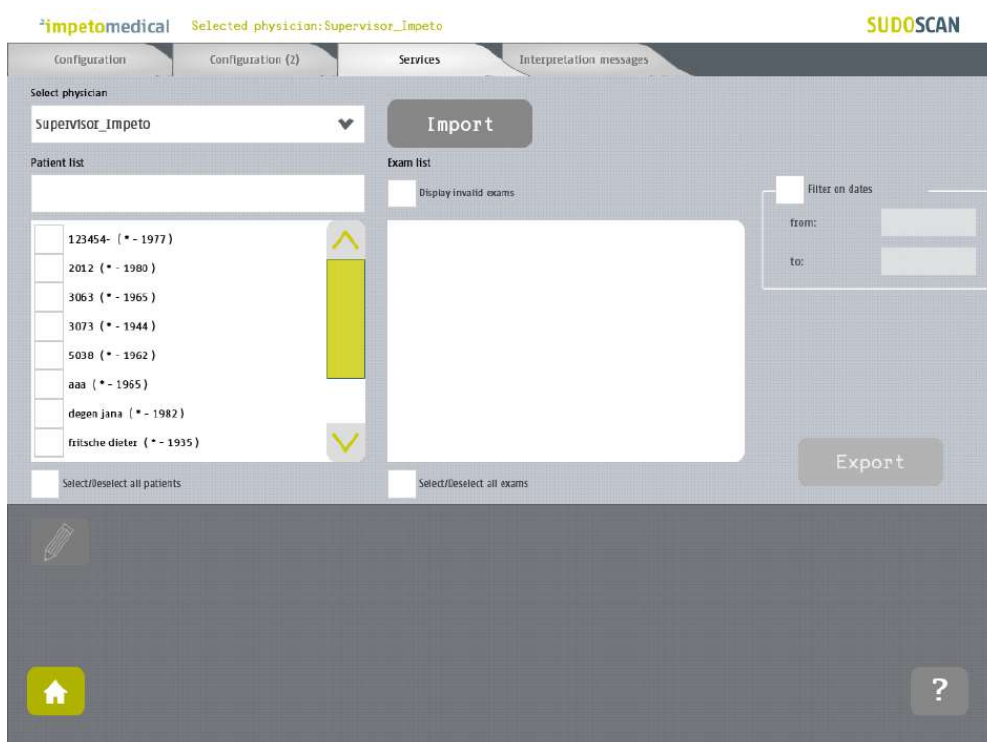 impetomedical Selected physician:Supervisor_Impeto SUDOSCAN
Configuration Configuration (2) Services Interpretation messages
Select physician
Supervisor_Impeto
Import
Patient list
Exam list
Display invalid exams
Filter on dates
from:
to:
123454- (* - 1977)
2012 (* - 1980)
3063 (* - 1965)
3073 (* - 1944)
5038 (* - 1962)
aaa (* - 1965)
degen jana (* - 1982)
fritsche dieter (* - 1935)
Export
Select/Deselect all patients
Select/Deselect all exams
?